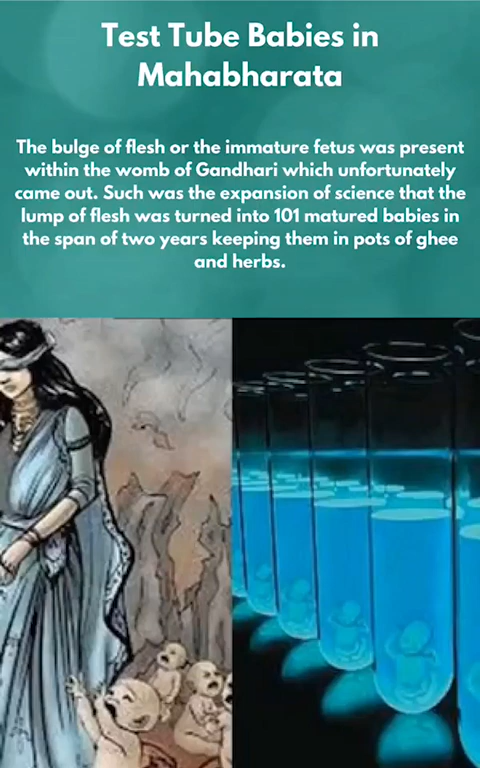 Test Tube Babies in
Mahabharata
The bulge of flesh or the immature fetus was present
within the womb of Gandhari which unfortunately
came out. Such was the expansion of science that the
lump of flesh was turned into 101 matured babies in
the span of two years keeping them in pots of ghee
and herbs.